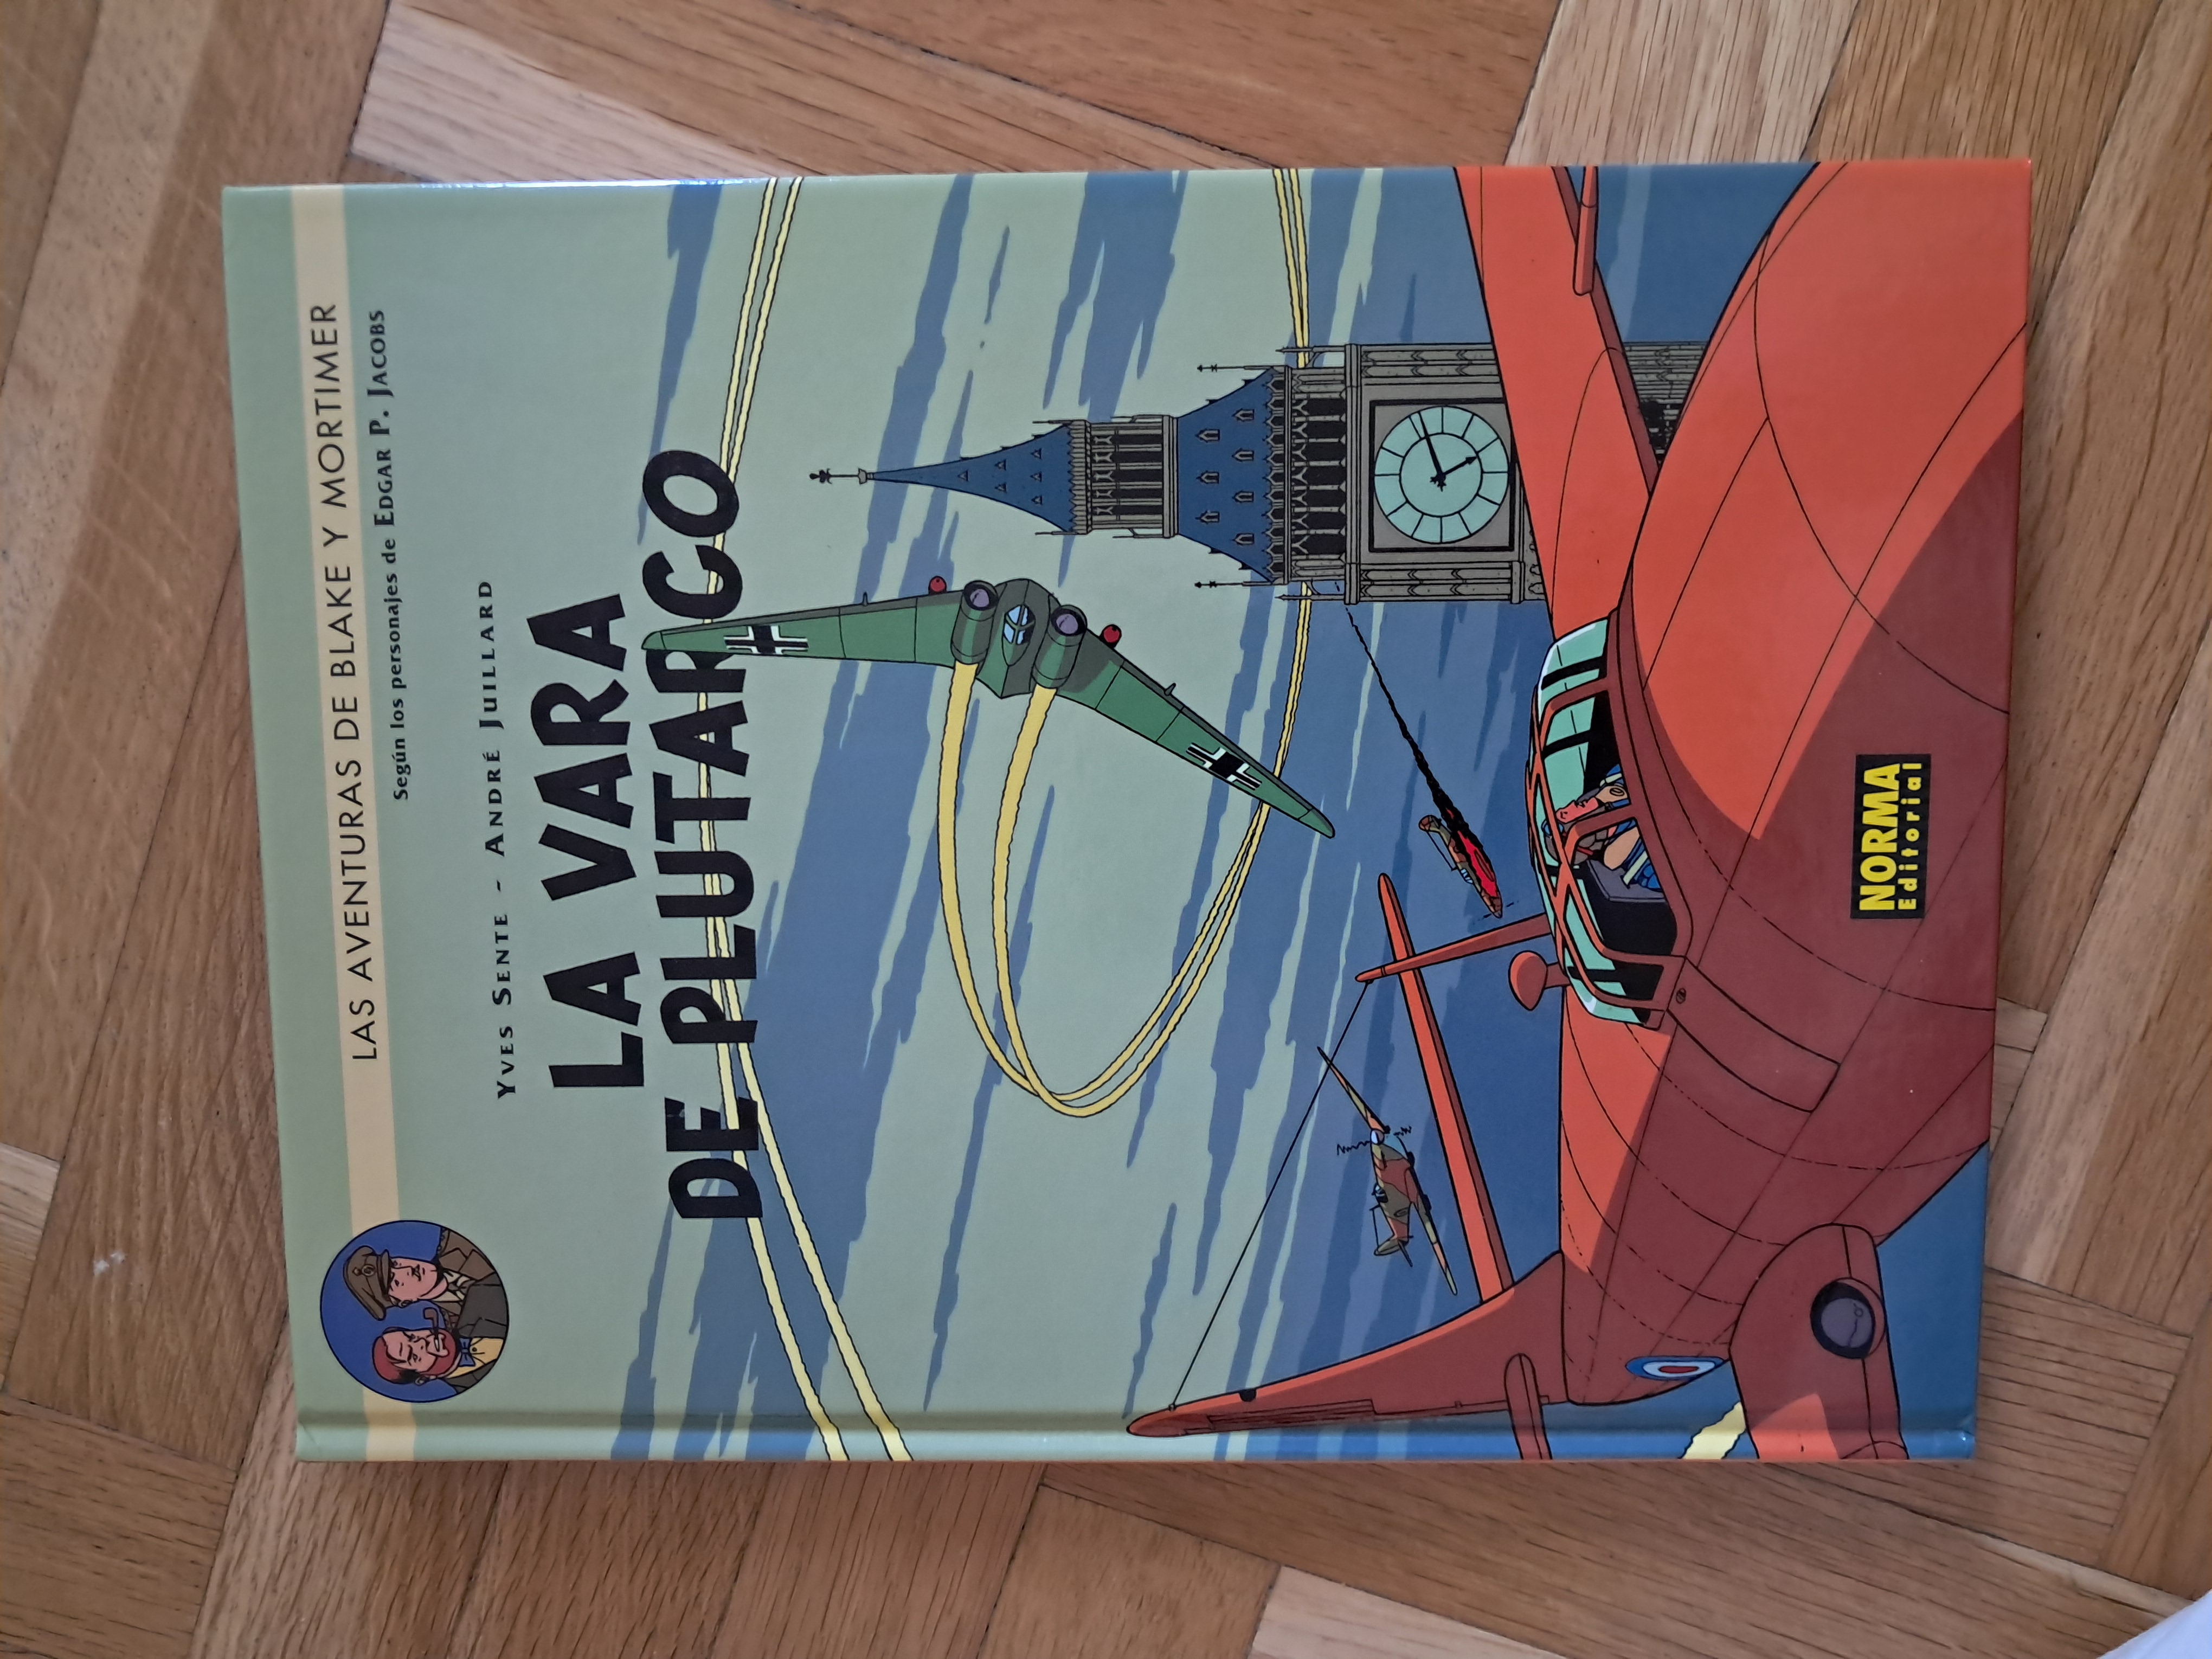 LAS AVENTURAS DE BLAKE Y MORTIMER
Según los personajes de EDGAR P. JACOBS
YVES SENTE - ANDRÉ JUILLARD
LA VARA
DE PLUTARCO
NORMA
Editorial